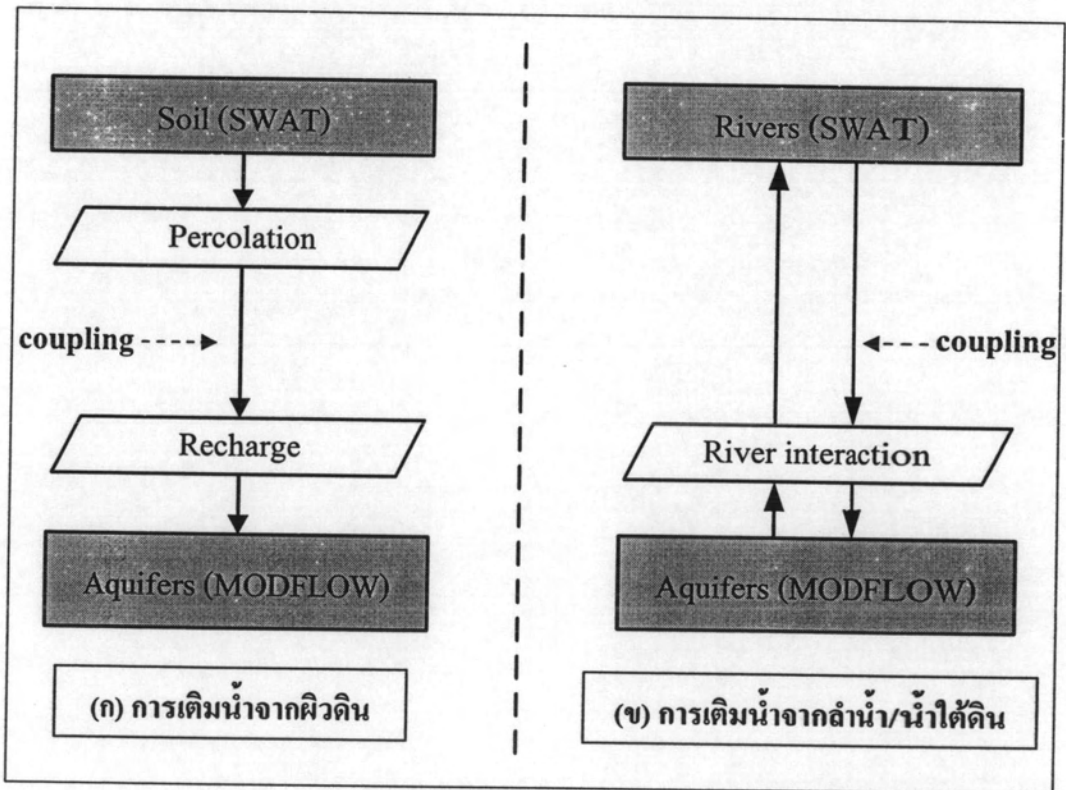 Soil (SWAT)
Percolation
coupling
Recharge
Aquifers (MODFLOW)
(ก) การเติมน้ำจากผิวดิน
Rivers (SWAT)
coupling
River interaction
Aquifers (MODFLOW)
(ข) การเติมน้ำจากลำน้ำ/น้ำใต้ดิน